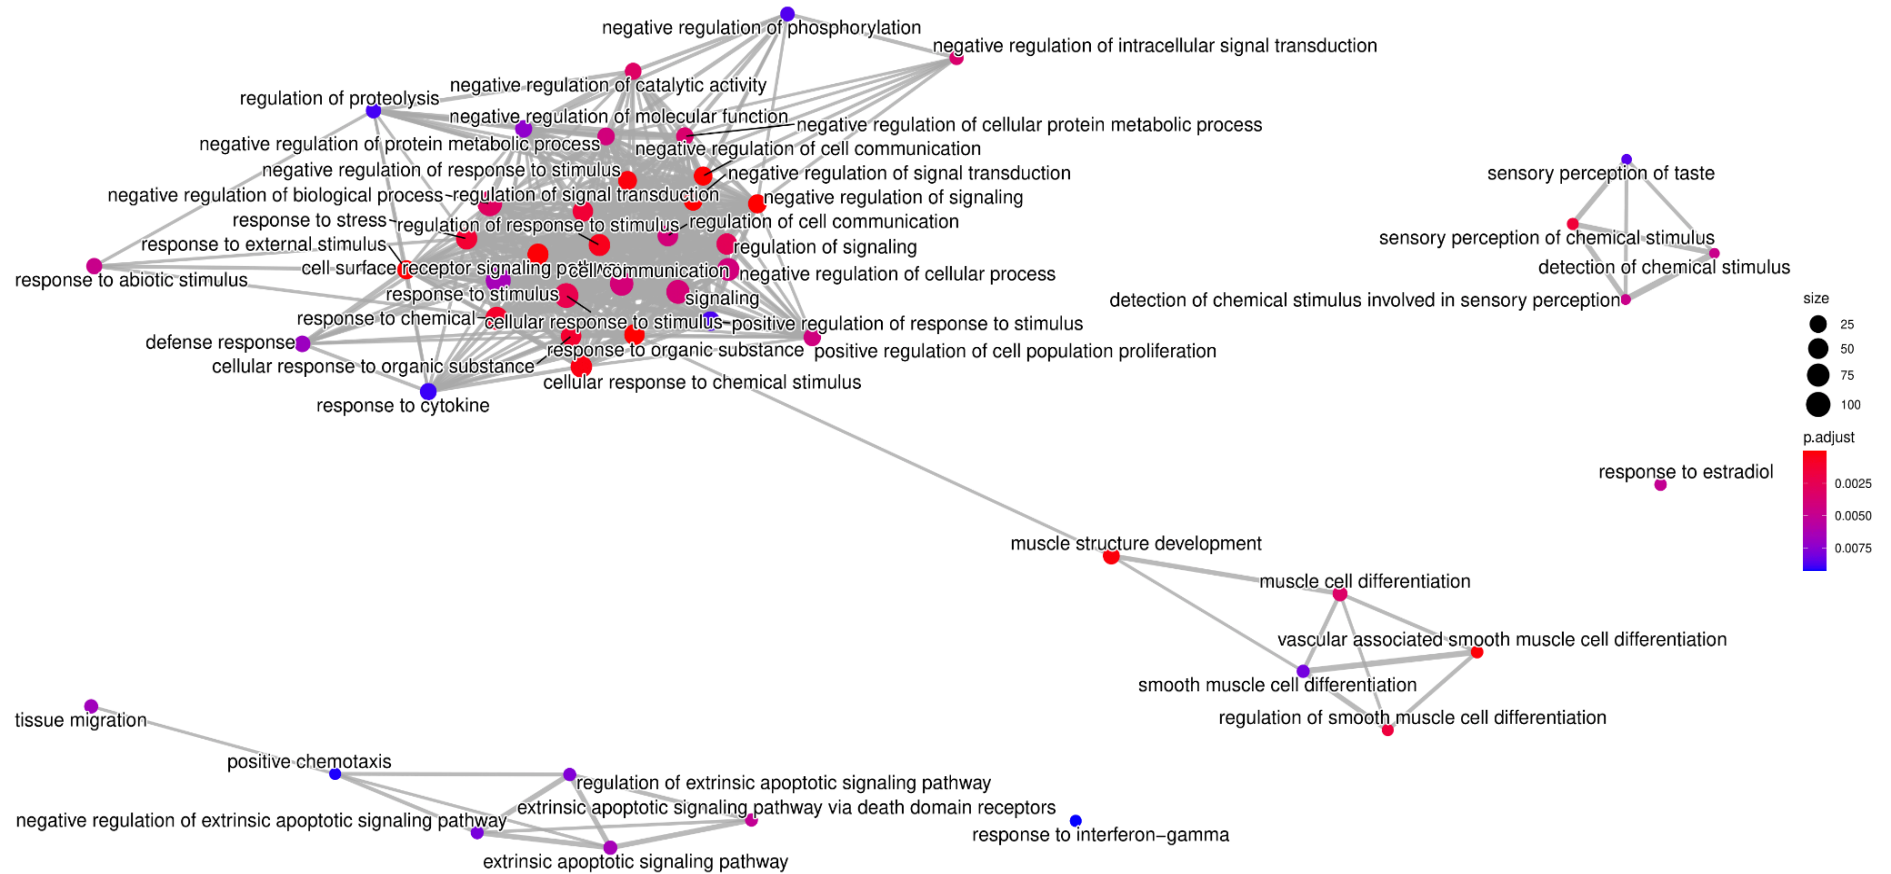 negative regulation of phosphorylation
negative regulation of intracellular signal transduction
negative regulation of catalytic activity
regulation of proteolysis
negative regulation of molecular function
negative regulation of cellular protein metabolic process
negative regulation of protein metabolic process
negative regulation of cell communication
negative regulation of response to stimulus
negative regulation of signal transduction
negative regulation of biological process
regulation of signal transduction
negative regulation of signaling
response to stress
regulation of response to stimulus
regulation of cell communication
response to external stimulus
regulation of signaling
cell surface receptor signaling
cell communication
negative regulation of cellular process
response to abiotic stimulus
response to stimulus
signaling
response to chemical
cellular response to stimulus
positive regulation of response to stimulus
defense response
response to organic substance
positive regulation of cell population proliferation
cellular response to organic substance
cellular response to chemical stimulus
response to cytokine
sensory perception of taste
sensory perception of chemical stimulus
detection of chemical stimulus
detection of chemical stimulus involved in sensory perception
size
25
50
75
100
p.adjust
0.0025
0.0050
0.0075
response to estradiol
muscle structure development
muscle cell differentiation
vascular associated smooth muscle cell differentiation
smooth muscle cell differentiation
regulation of smooth muscle cell differentiation
tissue migration
positive chemotaxis
regulation of extrinsic apoptotic signaling pathway
extrinsic apoptotic signaling pathway via death domain receptors
negative regulation of extrinsic apoptotic signaling pathway
response to interferon−gamma
extrinsic apoptotic signaling pathway